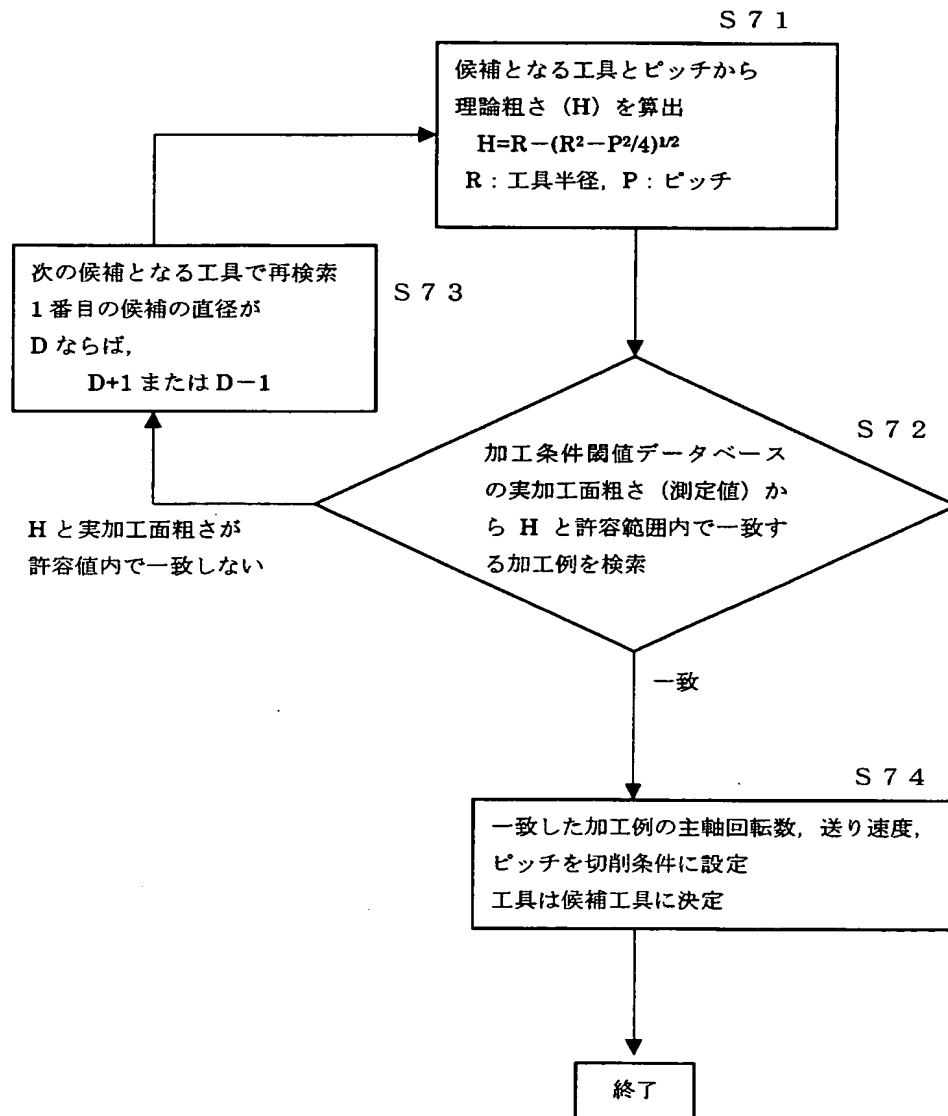 S71
候補となる工具とピッチから
理論粗さ（H）を算出
H=R－(R²－P²/4)^1/2
R：工具半径，P：ピッチ
次の候補となる工具で再検索
1番目の候補の直径が
Dならば，
D+1またはD－1
S73
S72
加工条件閾値データベース
の実加工面粗さ（測定値）か
ら H と許容範囲内で一致す
る加工例を検索
Hと実加工面粗さが
許容値内で一致しない
一致
S74
一致した加工例の主軸回転数，送り速度，
ピッチを切削条件に設定
工具は候補工具に決定
終了